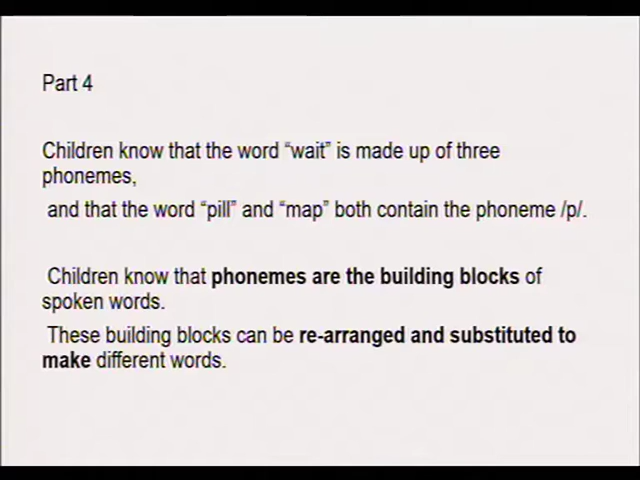 Part 4
Children know that the word “wait” is made up of three
phonemes,
and that the word “pill” and “map” both contain the phoneme /p/.
Children know that phonemes are the building blocks of
spoken words.
These building blocks can be re-arranged and substituted to
make different words.